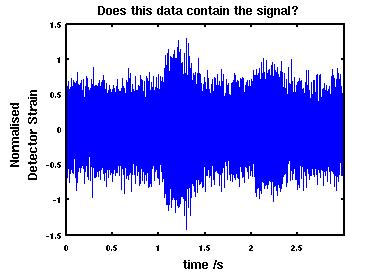 Does this data contain the signal?
1.5
1
0.5
0
-0.5
-1
-1.5
Normalised
Detector Strain
0 0.5 1 1.5 2 2.5
time /s